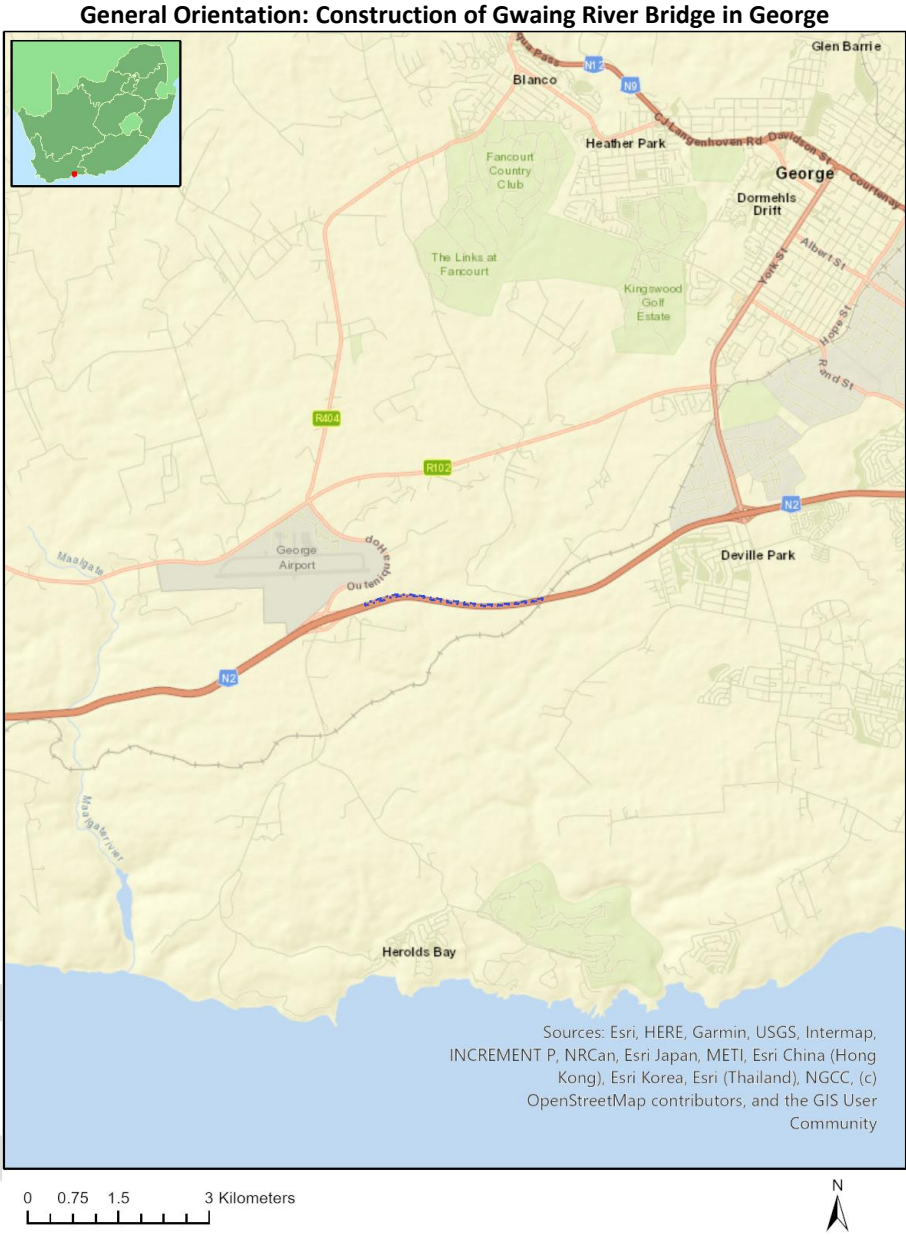 General Orientation: Construction of Gwaing River Bridge in George
Glen Barrie
qua Pass
N12
Blanco
N9
CJ Langenhoven Rd
Davidson St
Heather Park
Fancourt
Country
Club
George
Courtenay
Dormehls
Drift
Albert St
The Links at
Fancourt
York St
Kingswood
Golf
Estate
Hope St
Rand St
R404
R102
N2
Maalgate
George
Airport
Deville Park
N2
Maalgaterivier
Herolds Bay
Sources: Esri, HERE, Garmin, USGS, Intermap,
INCREMENT P, NRCan, Esri Japan, METI, Esri China (Hong
Kong), Esri Korea, Esri (Thailand), NGCC, (c)
OpenStreetMap contributors, and the GIS User
Community
0 0.75 1.5 3 Kilometers
N